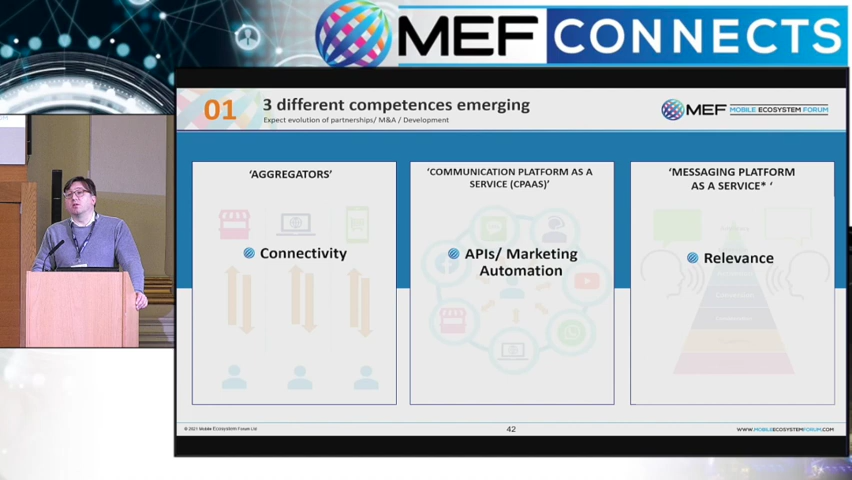 MEF CONNECTS
01
3 different competences emerging
Expect evolution of partnerships/ M&A / Development
MEF MOBILE ECOSYSTEM FORUM
‘AGGREGATORS’
Connectivity
‘COMMUNICATION PLATFORM AS A
SERVICE (CPAAS)’
APIs/ Marketing
Automation
‘MESSAGING PLATFORM
AS A SERVICE* ‘
Relevance
© 2021 Mobile Ecosystem Forum Ltd
42
WWW.MOBILEECOSYSTEMFORUM.COM